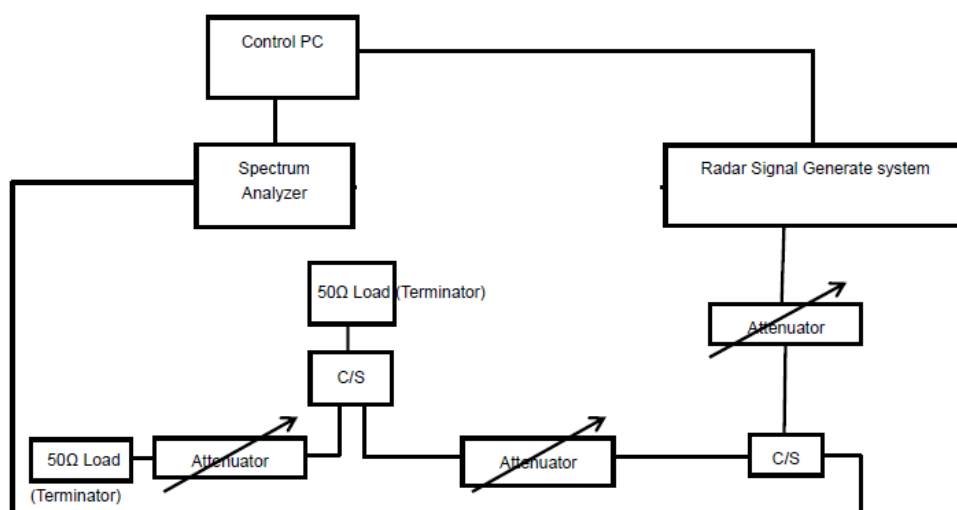 Control PC
Spectrum
Analyzer
Radar Signal Generate system
50Ω Load (Terminator)
Attenuator
C/S
50Ω Load
(Terminator)
Attenuator
Attenuator
C/S